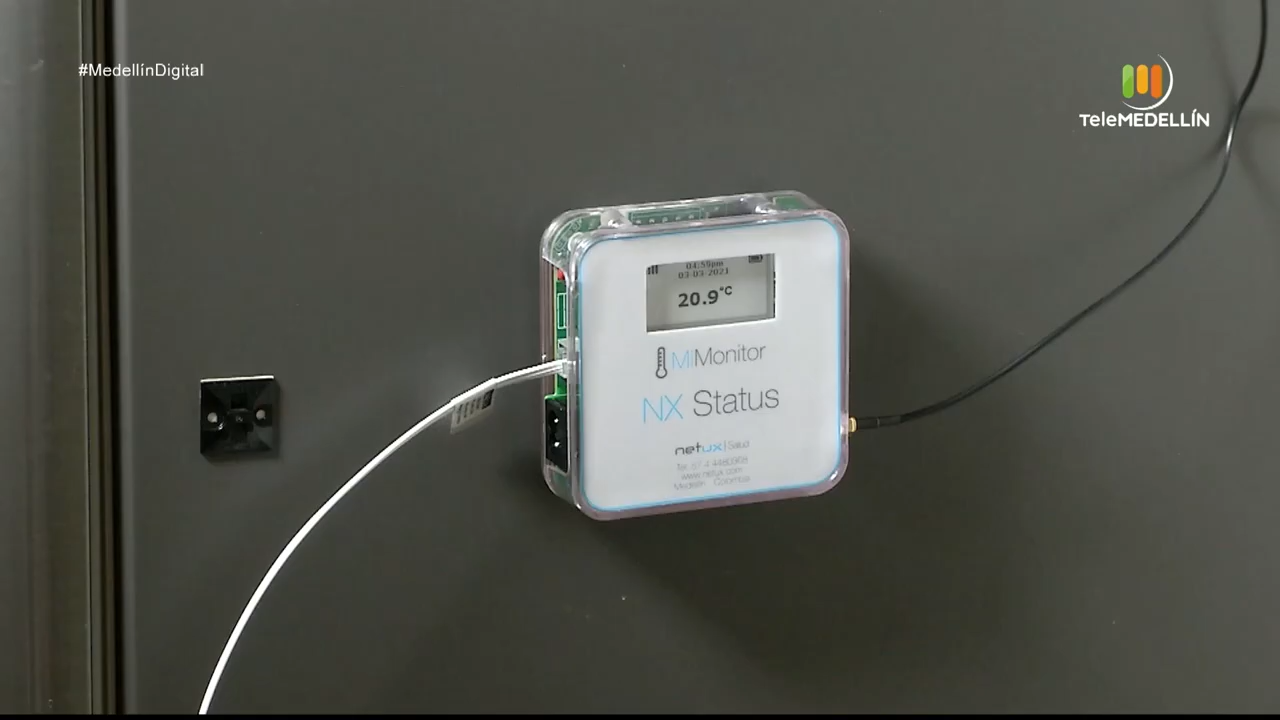 #MedellínDigital
TeleMEDELLÍN
04:59pm
03-03-2021
20.9°C
MiMonitor
NX Status
netux | Salud
www.netux.com
Medellín Colombia